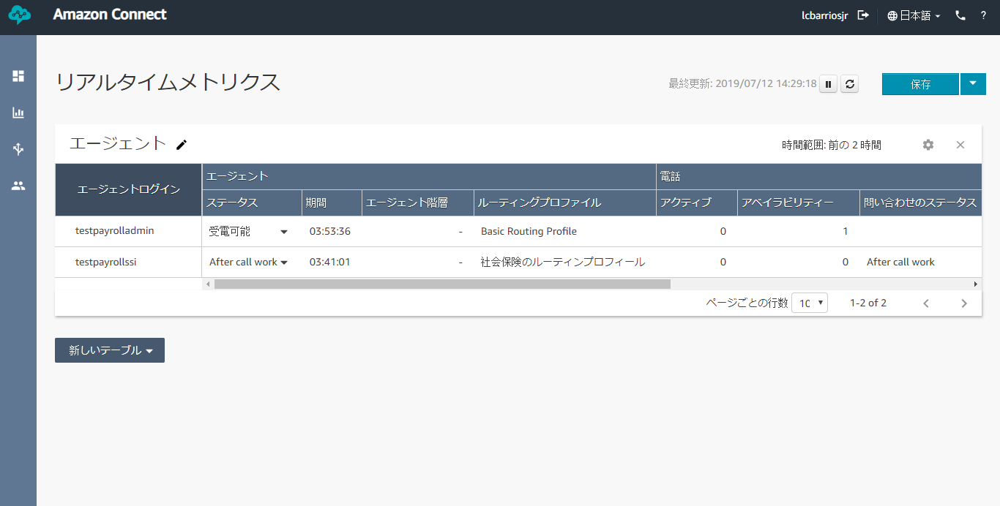 Amazon Connect
lcbarriosjr 日本語 ?
リアルタイムメトリクス
最終更新: 2019/07/12 14:29:18
保存
エージェント
時間範囲: 前の 2 時間
エージェントログイン
エージェント 電話
ステータス 期間 エージェント階層 ルーティングプロファイル アクティブ アベイラビリティー 問い合わせのステータス
testpayrolladmin 受電可能 03:53:36 - Basic Routing Profile 0 1
testpayrollssi After call work 03:41:01 - 社会保険のルーティンプロフィール 0 0 After call work
ページごとの行数 10 1-2 of 2
新しいテーブル